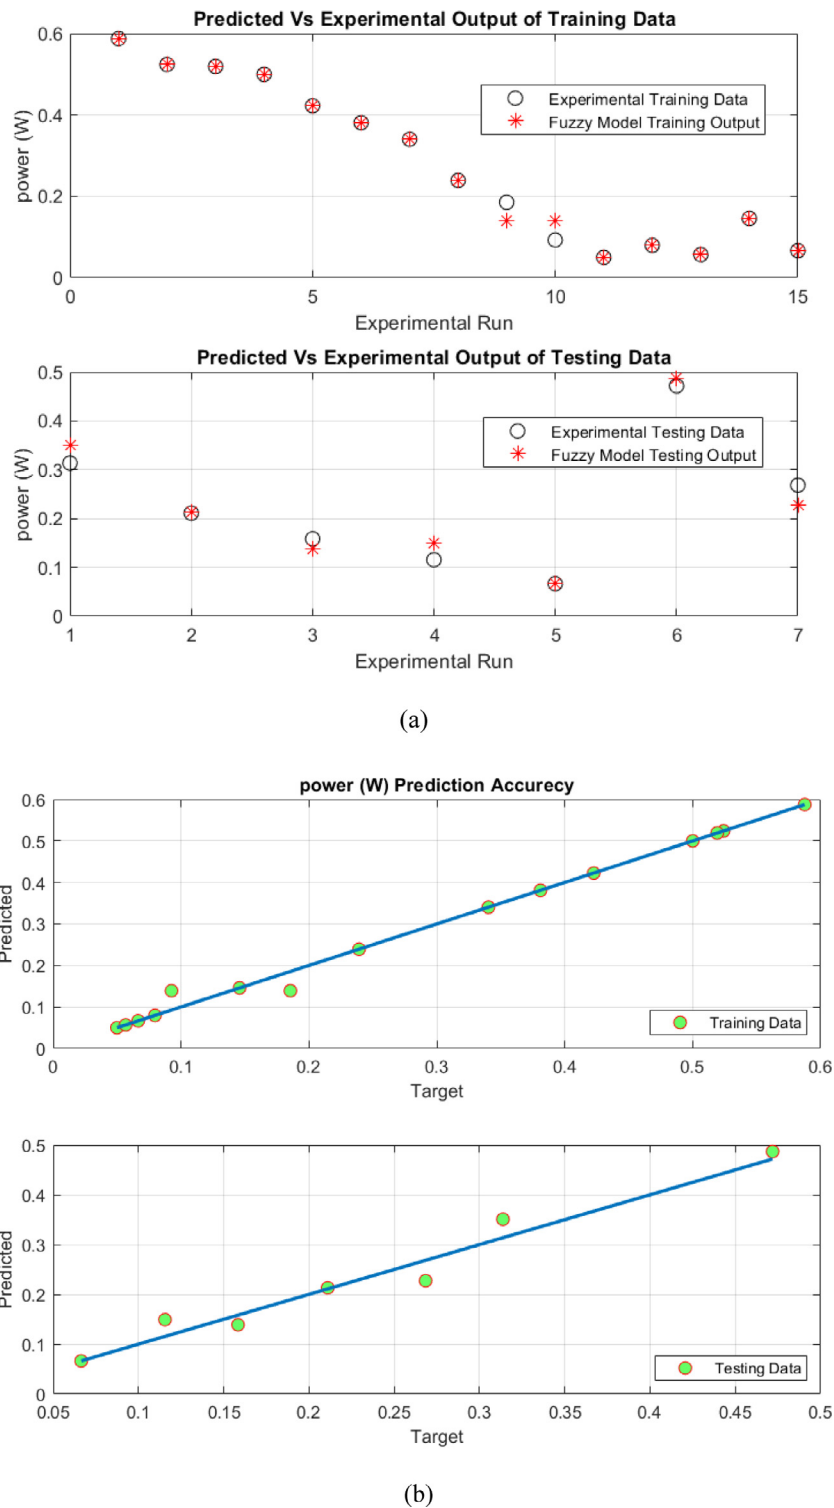 Predicted Vs Experimental Output of Training Data
0.6
0.4
0.2
0
power (W)
Experimental Training Data
Fuzzy Model Training Output
0 5 10 15
Experimental Run
Predicted Vs Experimental Output of Testing Data
0.5
0.4
0.3
0.2
0.1
0
power (W)
Experimental Testing Data
Fuzzy Model Testing Output
1 2 3 4 5 6 7
Experimental Run
(a)
power (W) Prediction Accurecy
0.6
0.5
0.4
0.3
0.2
0.1
0
Predicted
Training Data
0 0.1 0.2 0.3 0.4 0.5 0.6
Target
0.5
0.4
0.3
0.2
0.1
0
Predicted
Testing Data
0.05 0.1 0.15 0.2 0.25 0.3 0.35 0.4 0.45 0.5
Target
(b)